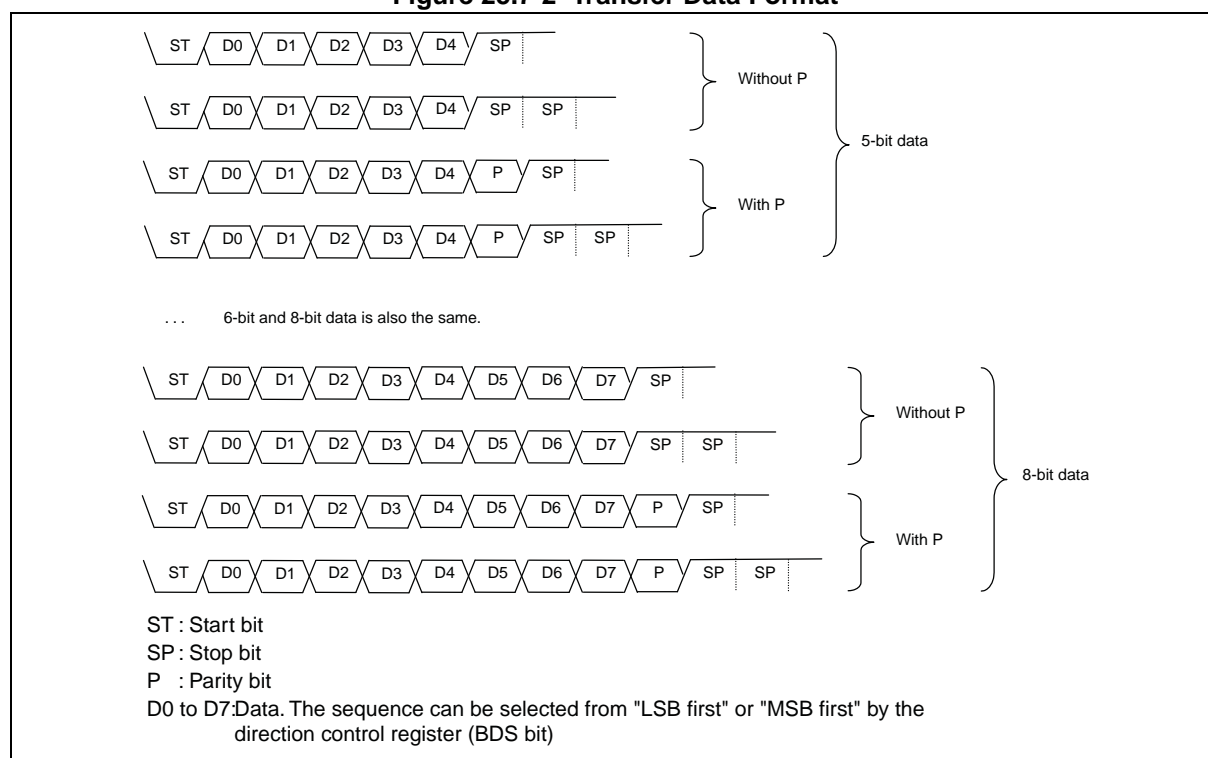 Figure 20.7-2 Transfer Data Format
ST D0 D1 D2 D3 D4 SP
Without P
ST D0 D1 D2 D3 D4 SP SP
5-bit data
ST D0 D1 D2 D3 D4 P SP
With P
ST D0 D1 D2 D3 D4 P SP SP
. . . 6-bit and 8-bit data is also the same.
ST D0 D1 D2 D3 D4 D5 D6 D7 SP
Without P
ST D0 D1 D2 D3 D4 D5 D6 D7 SP SP
8-bit data
ST D0 D1 D2 D3 D4 D5 D6 D7 P SP
With P
ST D0 D1 D2 D3 D4 D5 D6 D7 P SP SP
ST : Start bit
SP : Stop bit
P : Parity bit
D0 to D7:Data. The sequence can be selected from "LSB first" or "MSB first" by the
direction control register (BDS bit)